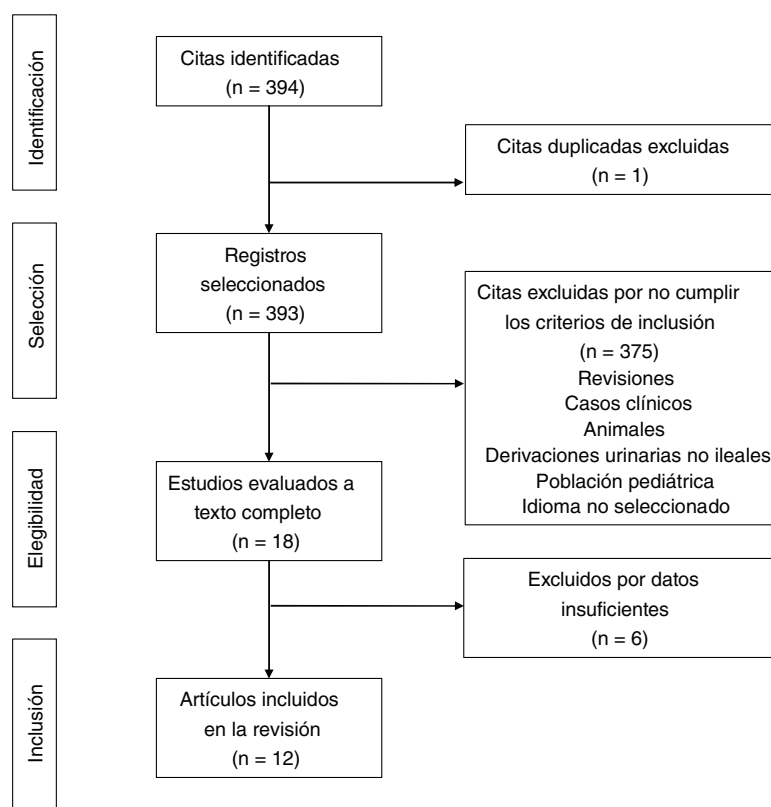 Identificación
Citas identificadas
(n = 394)
Citas duplicadas excluidas
(n = 1)
Selección
Registros
seleccionados
(n = 393)
Citas excluidas por no cumplir
los criterios de inclusión
(n = 375)
Revisiones
Casos clínicos
Animales
Derivaciones urinarias no ileales
Población pediátrica
Idioma no seleccionado
Elegibilidad
Estudios evaluados a
texto completo
(n = 18)
Excluidos por datos
insuficientes
(n = 6)
Inclusión
Artículos incluidos
en la revisión
(n = 12)